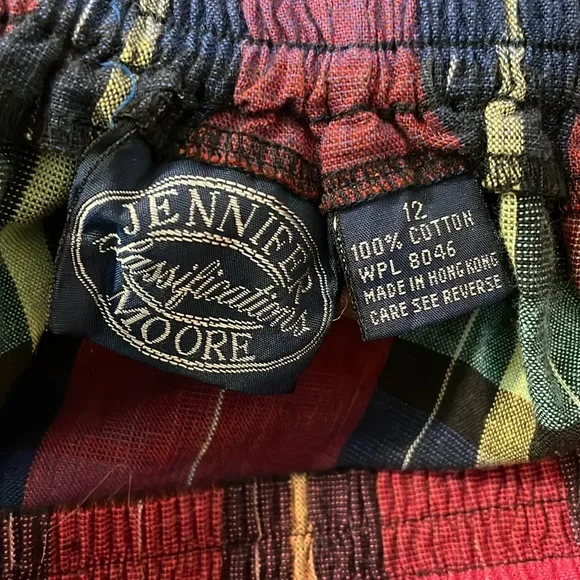 JENNIFER
classifications
MOORE
12
100% COTTON
WPL 8046
MADE IN HONG KONG
CARE SEE REVERSE